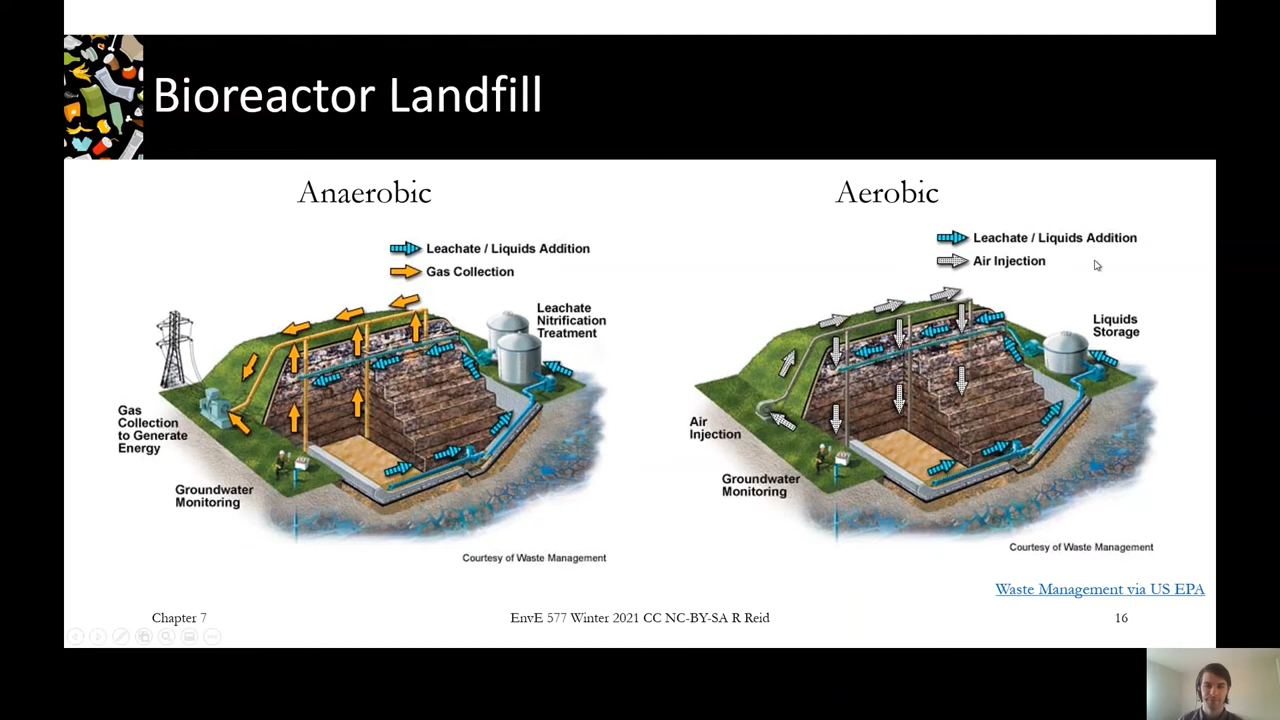 Bioreactor Landfill
Anaerobic
Leachate / Liquids Addition
Gas Collection
Leachate
Nitrification
Treatment
Gas
Collection
to Generate
Energy
Groundwater
Monitoring
Courtesy of Waste Management
Aerobic
Leachate / Liquids Addition
Air Injection
Liquids
Storage
Air
Injection
Groundwater
Monitoring
Courtesy of Waste Management
Waste Management via US EPA
Chapter 7
EnvE 577 Winter 2021 CC NC-BY-SA R Reid
16